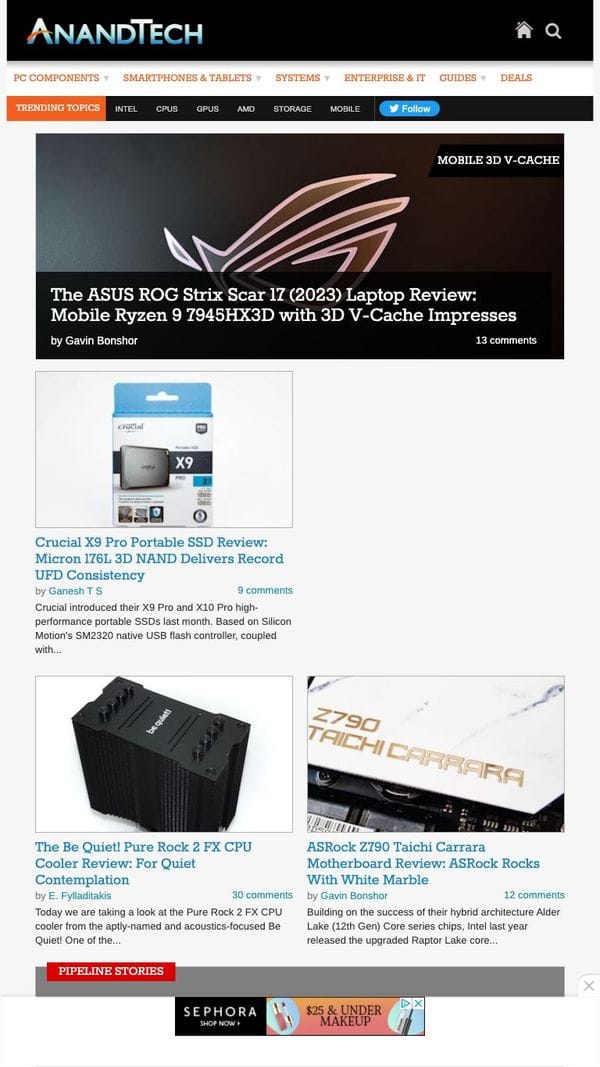 ANANDTECH
PC COMPONENTS
SMARTPHONES & TABLETS
SYSTEMS
ENTERPRISE & IT
GUIDES
DEALS
TRENDING TOPICS
INTEL
CPUS
GPUS
AMD
STORAGE
MOBILE
Follow
MOBILE 3D V-CACHE
The ASUS ROG Strix Scar 17 (2023) Laptop Review:
Mobile Ryzen 9 7945HX3D with 3D V-Cache Impresses
by Gavin Bonshor
13 comments
crucial
PRO
Portable SSD
crucial
X9
PRO
5
Crucial X9 Pro Portable SSD Review:
Micron 176L 3D NAND Delivers Record
UFD Consistency
by Ganesh T S
9 comments
Crucial introduced their X9 Pro and X10 Pro high-
performance portable SSDs last month. Based on Silicon
Motion's SM2320 native USB flash controller, coupled
with...
be quiet!
Z790
TAICHI CARRARA
The Be Quiet! Pure Rock 2 FX CPU
Cooler Review: For Quiet
Contemplation
by E. Fylladitakis
30 comments
Today we are taking a look at the Pure Rock 2 FX CPU
cooler from the aptly-named and acoustics-focused Be
Quiet! One of the...
ASRock Z790 Taichi Carrara
Motherboard Review: ASRock Rocks
With White Marble
by Gavin Bonshor
12 comments
Building on the success of their hybrid architecture Alder
Lake (12th Gen) Core series chips, Intel last year
released the upgraded Raptor Lake core...
PIPELINE STORIES
SEPHORA
SHOP NOW
$25 & UNDER
MAKEUP